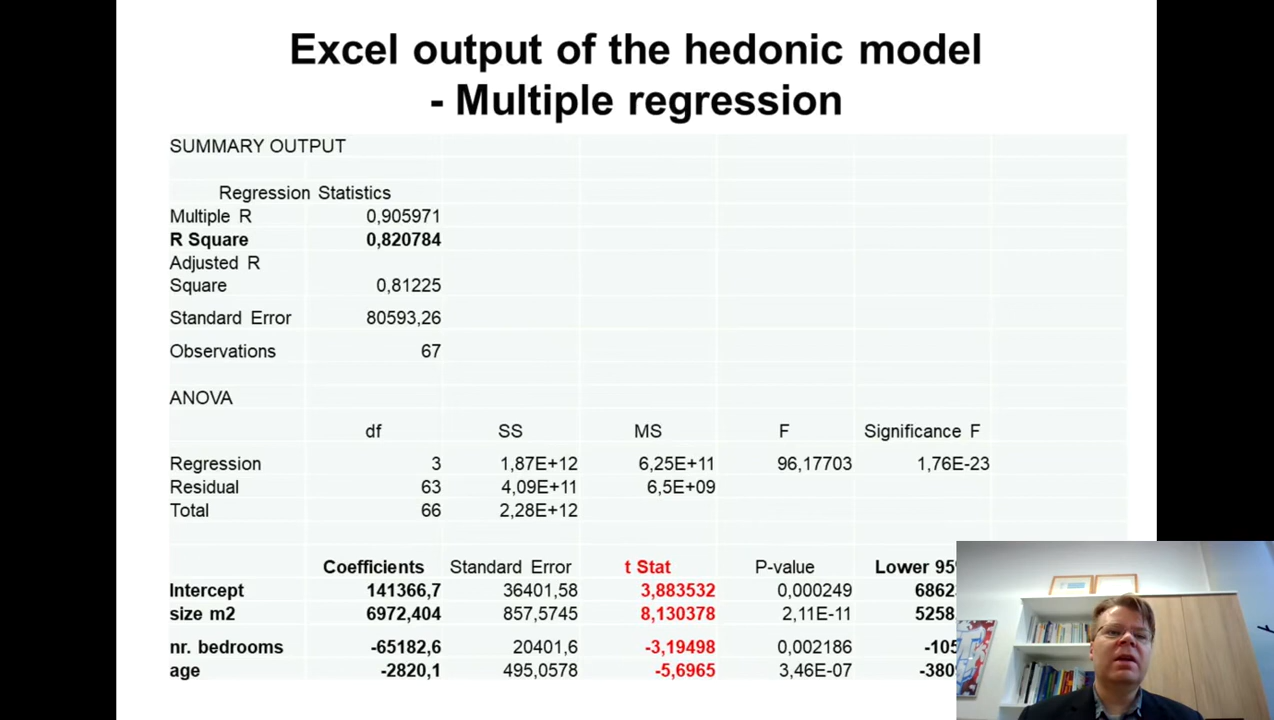 Excel output of the hedonic model
- Multiple regression
SUMMARY OUTPUT
Regression Statistics
Multiple R 0,905971
R Square 0,820784
Adjusted R
Square 0,81225
Standard Error 80593,26
Observations 67
ANOVA
df SS MS F Significance F
Regression 3 1,87E+12 6,25E+11 96,17703 1,76E-23
Residual 63 4,09E+11 6,5E+09
Total 66 2,28E+12
Coefficients Standard Error t Stat P-value Lower 95
Intercept 141366,7 36401,58 3,883532 0,000249 6862
size m2 6972,404 857,5745 8,130378 2,11E-11 5258
nr. bedrooms -65182,6 20401,6 -3,19498 0,002186 -105
age -2820,1 495,0578 -5,6965 3,46E-07 -380